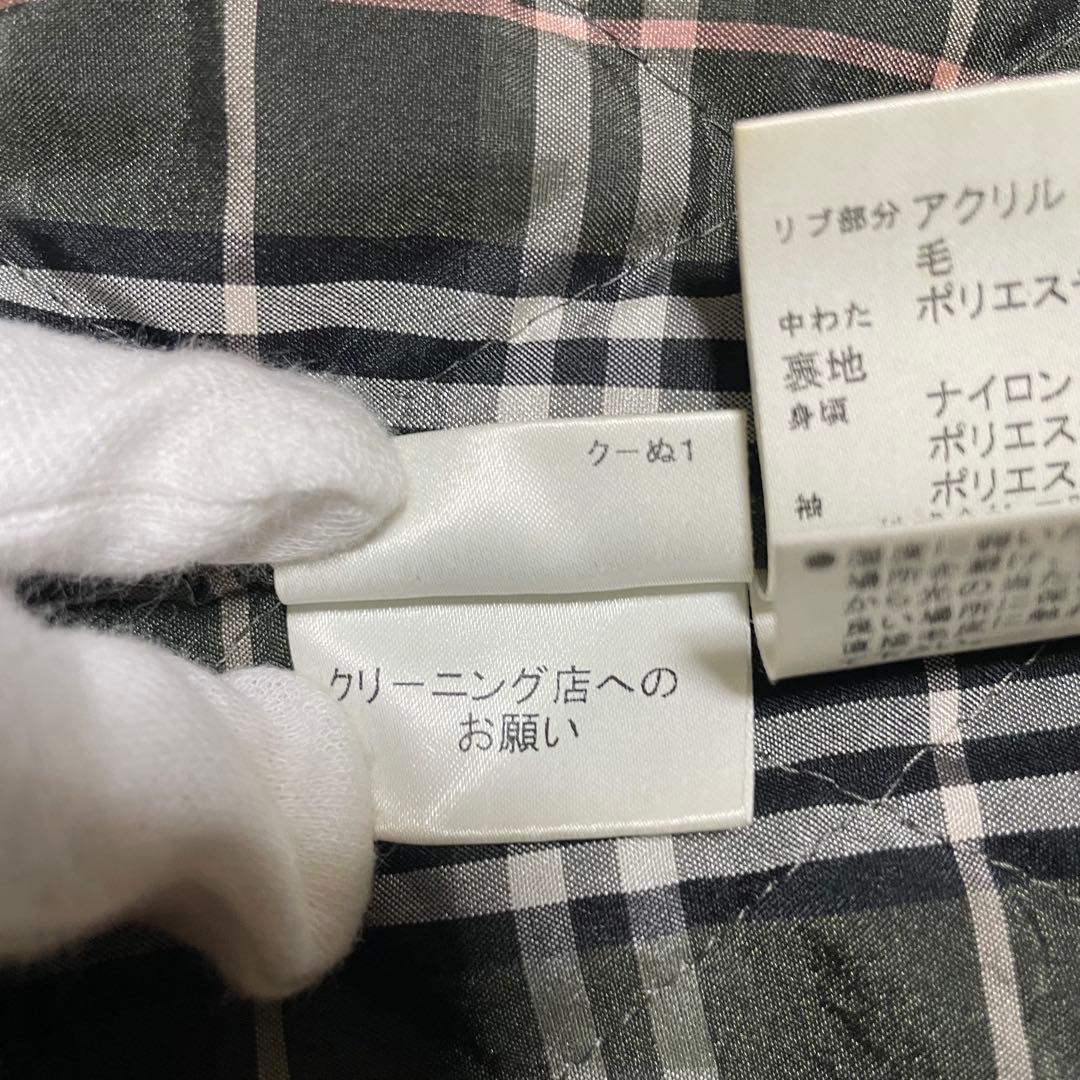 リブ部分 アクリル
毛
中わた ポリエス
裏地
身頃 ナイロン
ポリエス
袖 ポリエス
クーぬ1
クリーニング店への
お願い